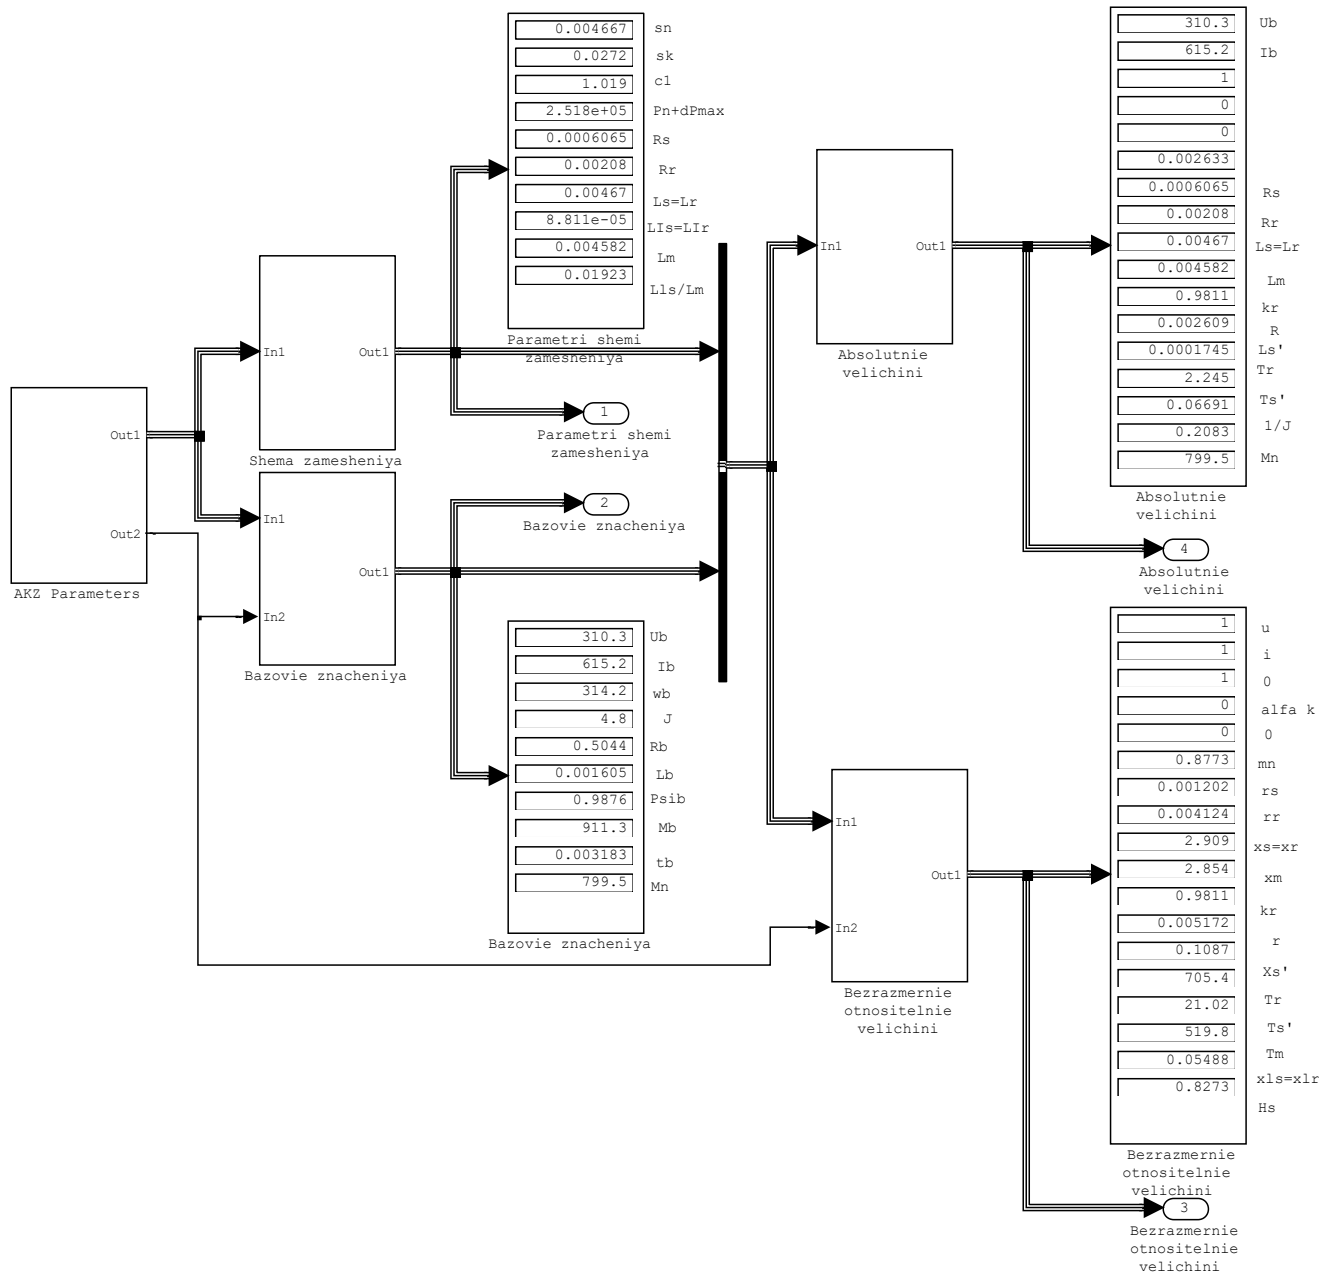 AKZ Parameters
Out1
Out2
In1
Out1
Shema zamesheniya
In1
In2
Out1
Bazovie znacheniya
0.004667 sn
0.0272 sk
1.019 c1
2.518e+05 Pn+dPmax
0.0006065 Rs
0.00208 Rr
0.00467 Ls=Lr
8.811e-05 LIs=LIr
0.004582 Lm
0.01923 Lls/Lm
Parametri shemi
zamesheniya
1
Parametri shemi
zamesheniya
2
Bazovie znacheniya
310.3 Ub
615.2 Ib
314.2 wb
4.8 J
0.5044 Rb
0.001605 Lb
0.9876 Psib
911.3 Mb
0.003183 tb
799.5 Mn
Bazovie znacheniya
In1
Out1
Absolutnie
velichini
In1
In2
Out1
Bezrazmernie
otnositelnie
velichini
310.3 Ub
615.2 Ib
1
0
0
0.002633
0.0006065 Rs
0.00208 Rr
0.00467 Ls=Lr
0.004582 Lm
0.9811 kr
0.002609 R
0.0001745 Ls'
2.245 Tr
0.06691 Ts'
0.2083 1/J
799.5 Mn
Absolutnie
velichini
4
Absolutnie
velichini
1 u
1 i
1 0
0 alfa k
0 0
0.8773 mn
0.001202 rs
0.004124 rr
2.909 xs=xr
2.854 xm
0.9811 kr
0.005172 r
0.1087 Xs'
705.4 Tr
21.02 Ts'
519.8 Tm
0.05488 xls=xlr
0.8273 Hs
Bezrazmernie
otnositelnie
velichini
3
Bezrazmernie
otnositelnie
velichini